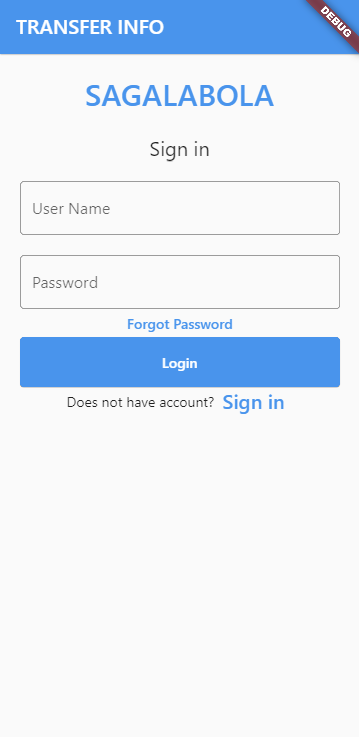 TRANSFER INFO
DEBUG
SAGALABOLA
Sign in
User Name
Password
Forgot Password
Login
Does not have account? Sign in